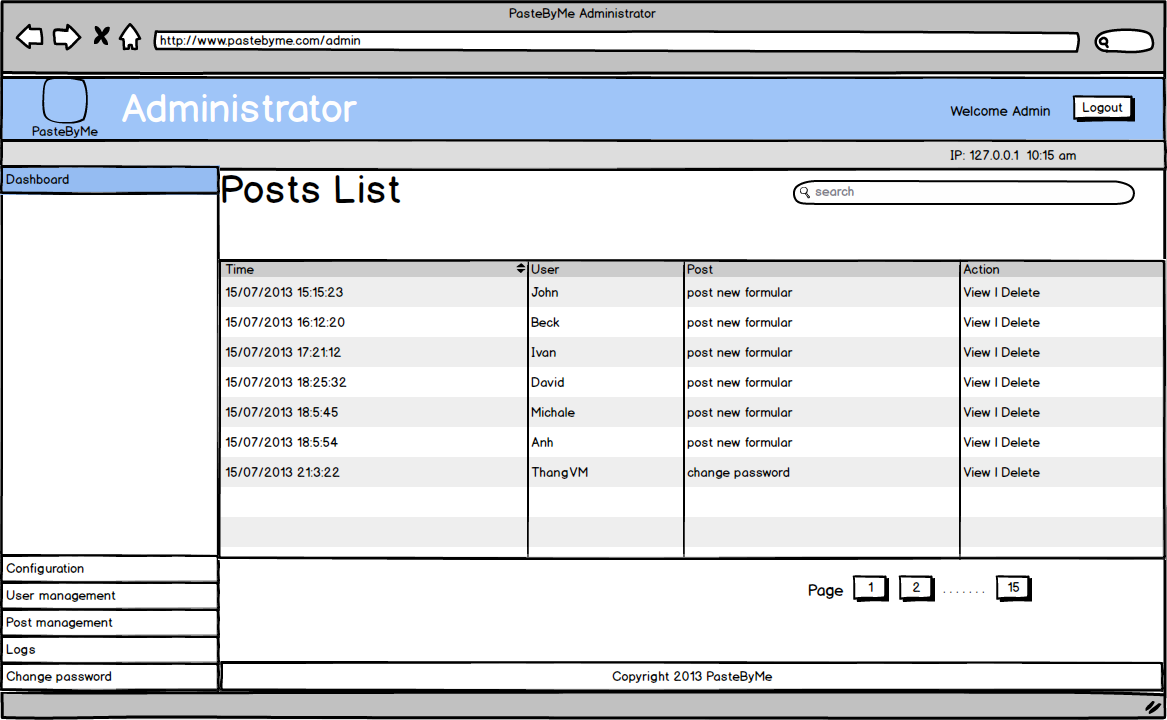 PasteByMe Administrator
http://www.pastebyme.com/admin
Administrator
PasteByMe
Welcome Admin
Logout
IP: 127.0.0.1 10:15 am
Dashboard
Posts List
search
Time User Post Action
15/07/2013 15:15:23 John post new formular View | Delete
15/07/2013 16:12:20 Beck post new formular View | Delete
15/07/2013 17:21:12 Ivan post new formular View | Delete
15/07/2013 18:25:32 David post new formular View | Delete
15/07/2013 18:5:45 Michale post new formular View | Delete
15/07/2013 18:5:54 Anh post new formular View | Delete
15/07/2013 21:3:22 ThangVM change password View | Delete
Configuration
User management
Post management
Logs
Change password
Page 1 2 ....... 15
Copyright 2013 PasteByMe